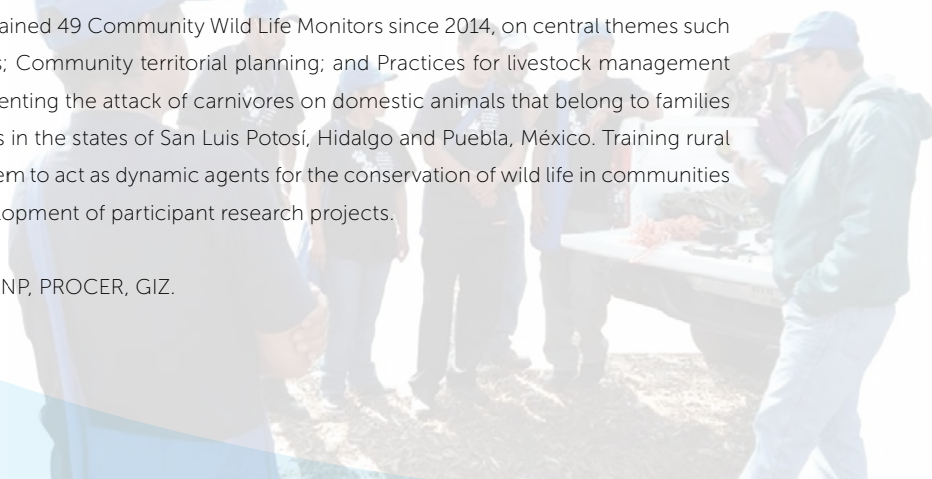 ained 49 Community Wild Life Monitors since 2014, on central themes such
s; Community territorial planning; and Practices for livestock management
enting the attack of carnivores on domestic animals that belong to families
s in the states of San Luis Potosí, Hidalgo and Puebla, México. Training rural
em to act as dynamic agents for the conservation of wild life in communities
lopment of participant research projects.
NP, PROCER, GIZ.